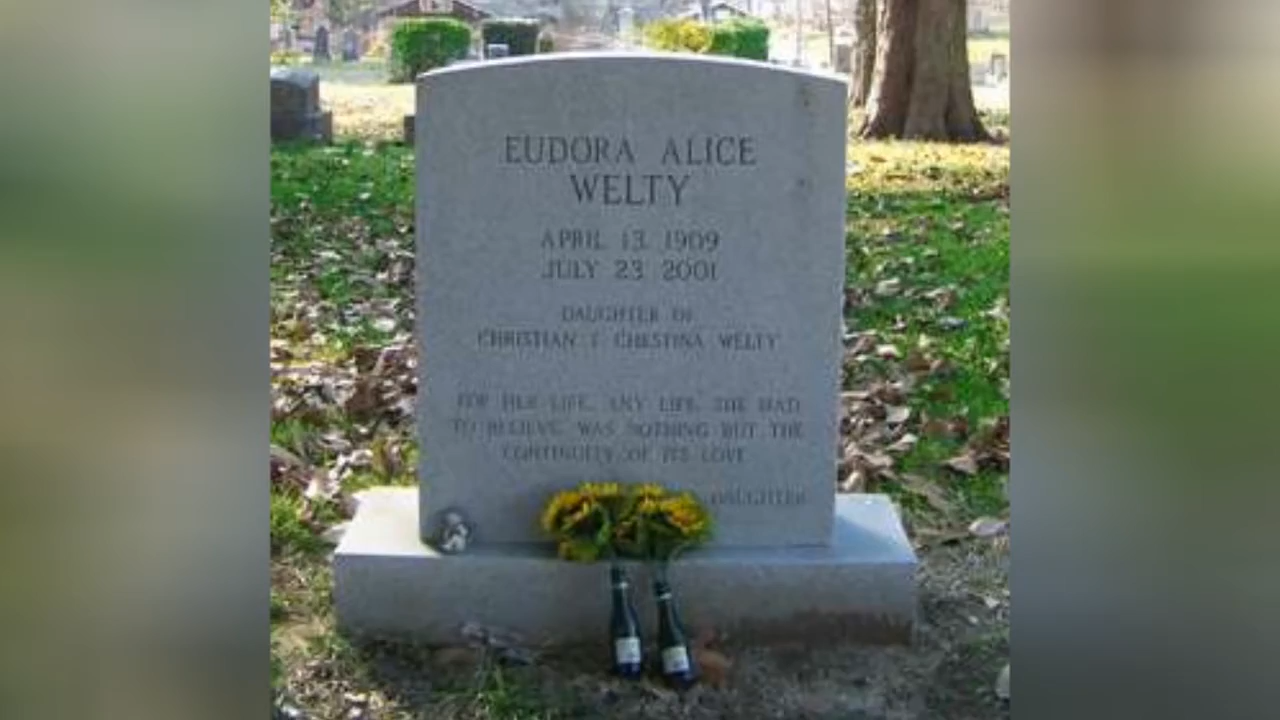 EUDORA ALICE
WELTY
APRIL 13 1909
JULY 23 2001
DAUGHTER OF
CHRISTIAN & CHESTINA WELTY
FOR HER LIFE, ANY LIFE, SHE HAD
TO BELIEVE, WAS NOTHING BUT THE
CONTINUITY OF ITS LOVE
DAUGHTER